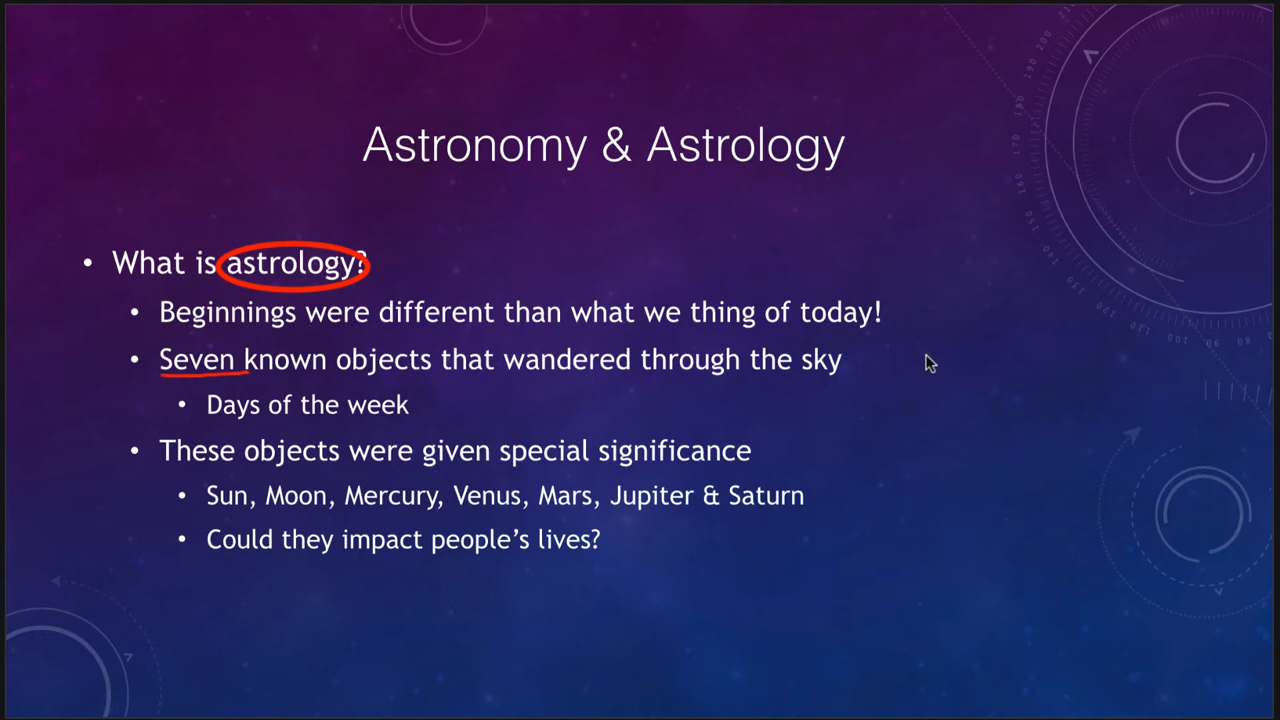 Astronomy & Astrology
• What is astrology?
• Beginnings were different than what we thing of today!
• Seven known objects that wandered through the sky
• Days of the week
• These objects were given special significance
• Sun, Moon, Mercury, Venus, Mars, Jupiter & Saturn
• Could they impact people’s lives?